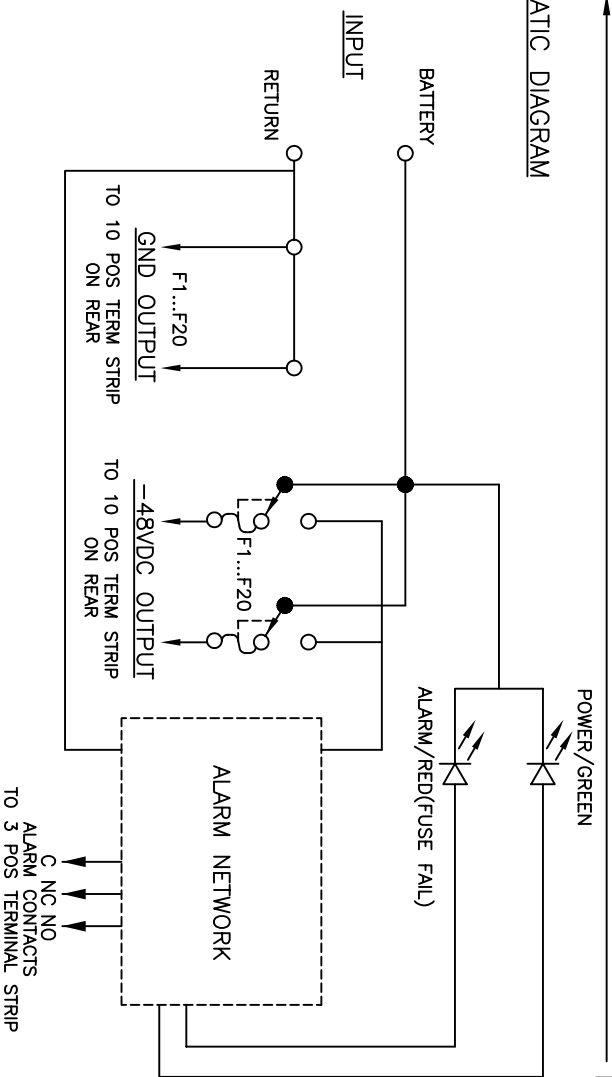 ATIC DIAGRAM
INPUT
BATTERY
RETURN
POWER/GREEN
ALARM/RED(FUSE FAIL)
F1...F20
GND OUTPUT
TO 10 POS TERM STRIP
ON REAR
F1...F20
-48VDC OUTPUT
TO 10 POS TERM STRIP
ON REAR
ALARM NETWORK
C NC NO
ALARM CONTACTS
TO 3 POS TERMINAL STRIP